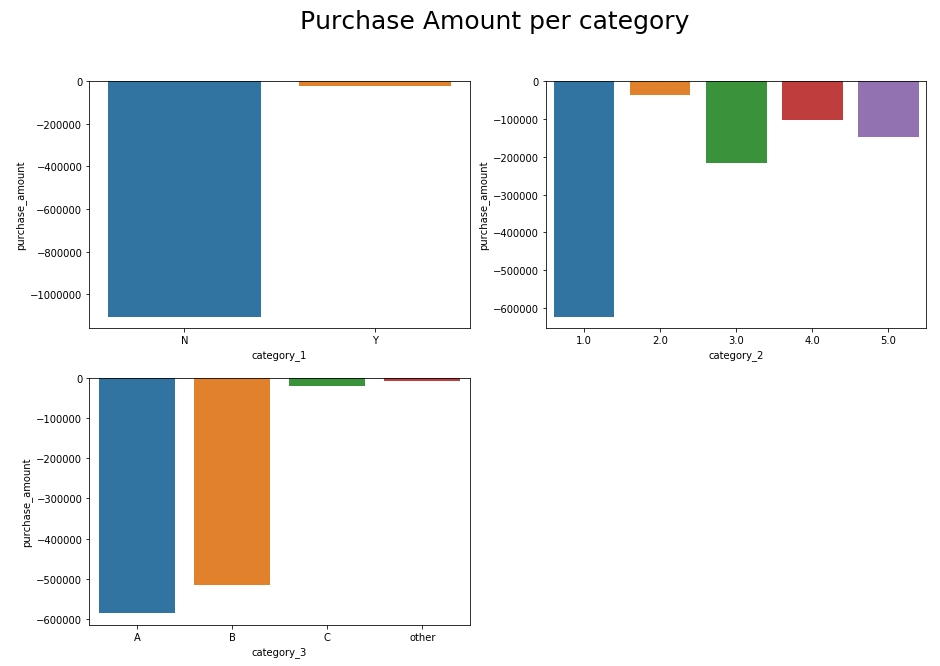 Purchase Amount per category
0
−200000
−400000
−600000
−800000
−1000000
purchase_amount
N Y
category_1
0
−100000
−200000
−300000
−400000
−500000
−600000
purchase_amount
1.0 2.0 3.0 4.0 5.0
category_2
0
−100000
−200000
−300000
−400000
−500000
−600000
purchase_amount
A B C other
category_3